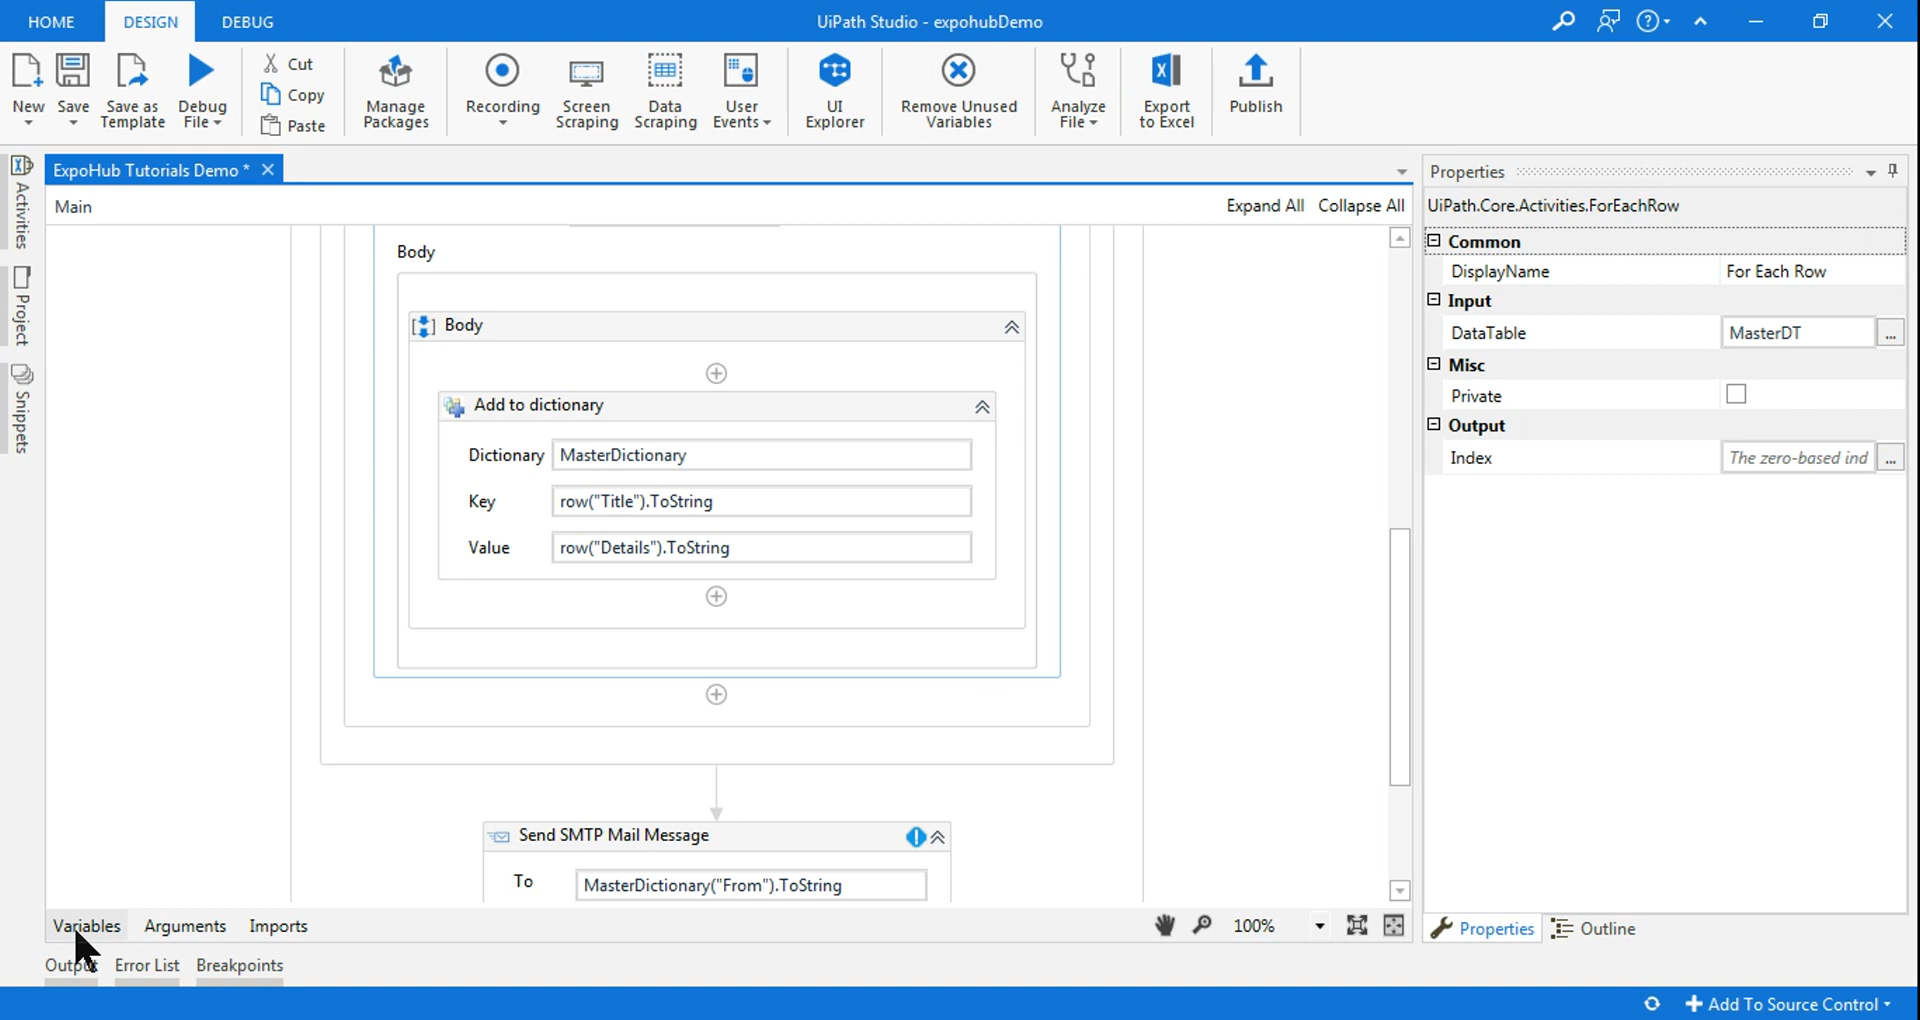 HOME DESIGN DEBUG UiPath Studio - expohubDemo
New Save Save as Template Debug File Cut Copy Paste Manage Packages Recording Screen Scraping Data Scraping User Events UI Explorer Remove Unused Variables Analyze File Export to Excel Publish
Activities
Project
Snippets
ExpoHub Tutorials Demo *
Main Expand All Collapse All
Body
Body
Add to dictionary
Dictionary MasterDictionary
Key row("Title").ToString
Value row("Details").ToString
Send SMTP Mail Message
To MasterDictionary("From").ToString
Variables Arguments Imports 100%
Output Error List Breakpoints
Properties
UiPath.Core.Activities.ForEachRow
Common
DisplayName For Each Row
Input
DataTable MasterDT ...
Misc
Private
Output
Index The zero-based ind ...
Properties Outline
Add To Source Control